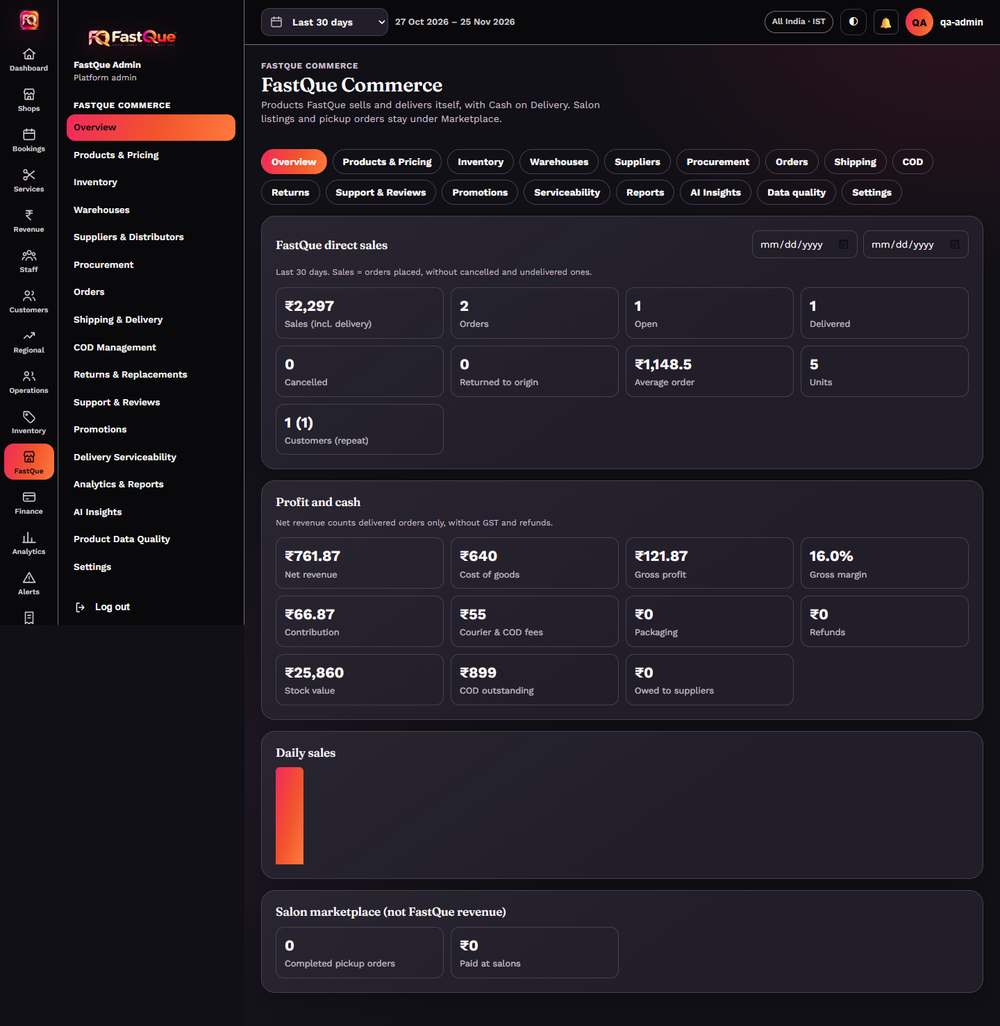 Dashboard
Shops
Bookings
Services
Revenue
Staff
Customers
Regional
Operations
Inventory
FastQue
Finance
Analytics
Alerts
FQ FastQue
FastQue Admin
Platform admin
FASTQUE COMMERCE
Overview
Products & Pricing
Inventory
Warehouses
Suppliers & Distributors
Procurement
Orders
Shipping & Delivery
COD Management
Returns & Replacements
Support & Reviews
Promotions
Delivery Serviceability
Analytics & Reports
AI Insights
Product Data Quality
Settings
Log out
Last 30 days 27 Oct 2026 – 25 Nov 2026 All India · IST QA qa-admin
FASTQUE COMMERCE
FastQue Commerce
Products FastQue sells and delivers itself, with Cash on Delivery. Salon
listings and pickup orders stay under Marketplace.
Overview Products & Pricing Inventory Warehouses Suppliers Procurement Orders Shipping COD
Returns Support & Reviews Promotions Serviceability Reports AI Insights Data quality Settings
FastQue direct sales mm/dd/yyyy mm/dd/yyyy
Last 30 days. Sales = orders placed, without cancelled and undelivered ones.
₹2,297 2 1 1
Sales (incl. delivery) Orders Open Delivered
0 0 ₹1,148.5 5
Cancelled Returned to origin Average order Units
1 (1)
Customers (repeat)
Profit and cash
Net revenue counts delivered orders only, without GST and refunds.
₹761.87 ₹640 ₹121.87 16.0%
Net revenue Cost of goods Gross profit Gross margin
₹66.87 ₹55 ₹0 ₹0
Contribution Courier & COD fees Packaging Refunds
₹25,860 ₹899 ₹0
Stock value COD outstanding Owed to suppliers
Daily sales
Salon marketplace (not FastQue revenue)
0 ₹0
Completed pickup orders Paid at salons